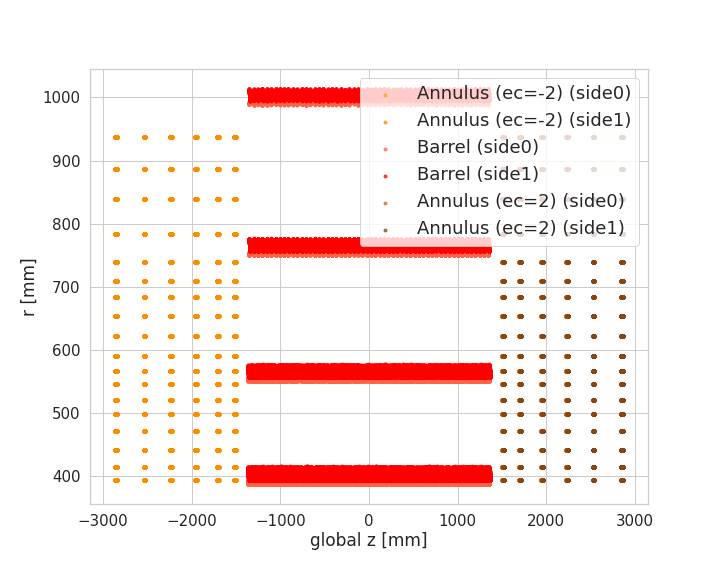 Annulus (ec=-2) (side0)
Annulus (ec=-2) (side1)
Barrel (side0)
Barrel (side1)
Annulus (ec=2) (side0)
Annulus (ec=2) (side1)
1000
900
800
700
600
500
400
r [mm]
−3000 −2000 −1000 0 1000 2000 3000
global z [mm]